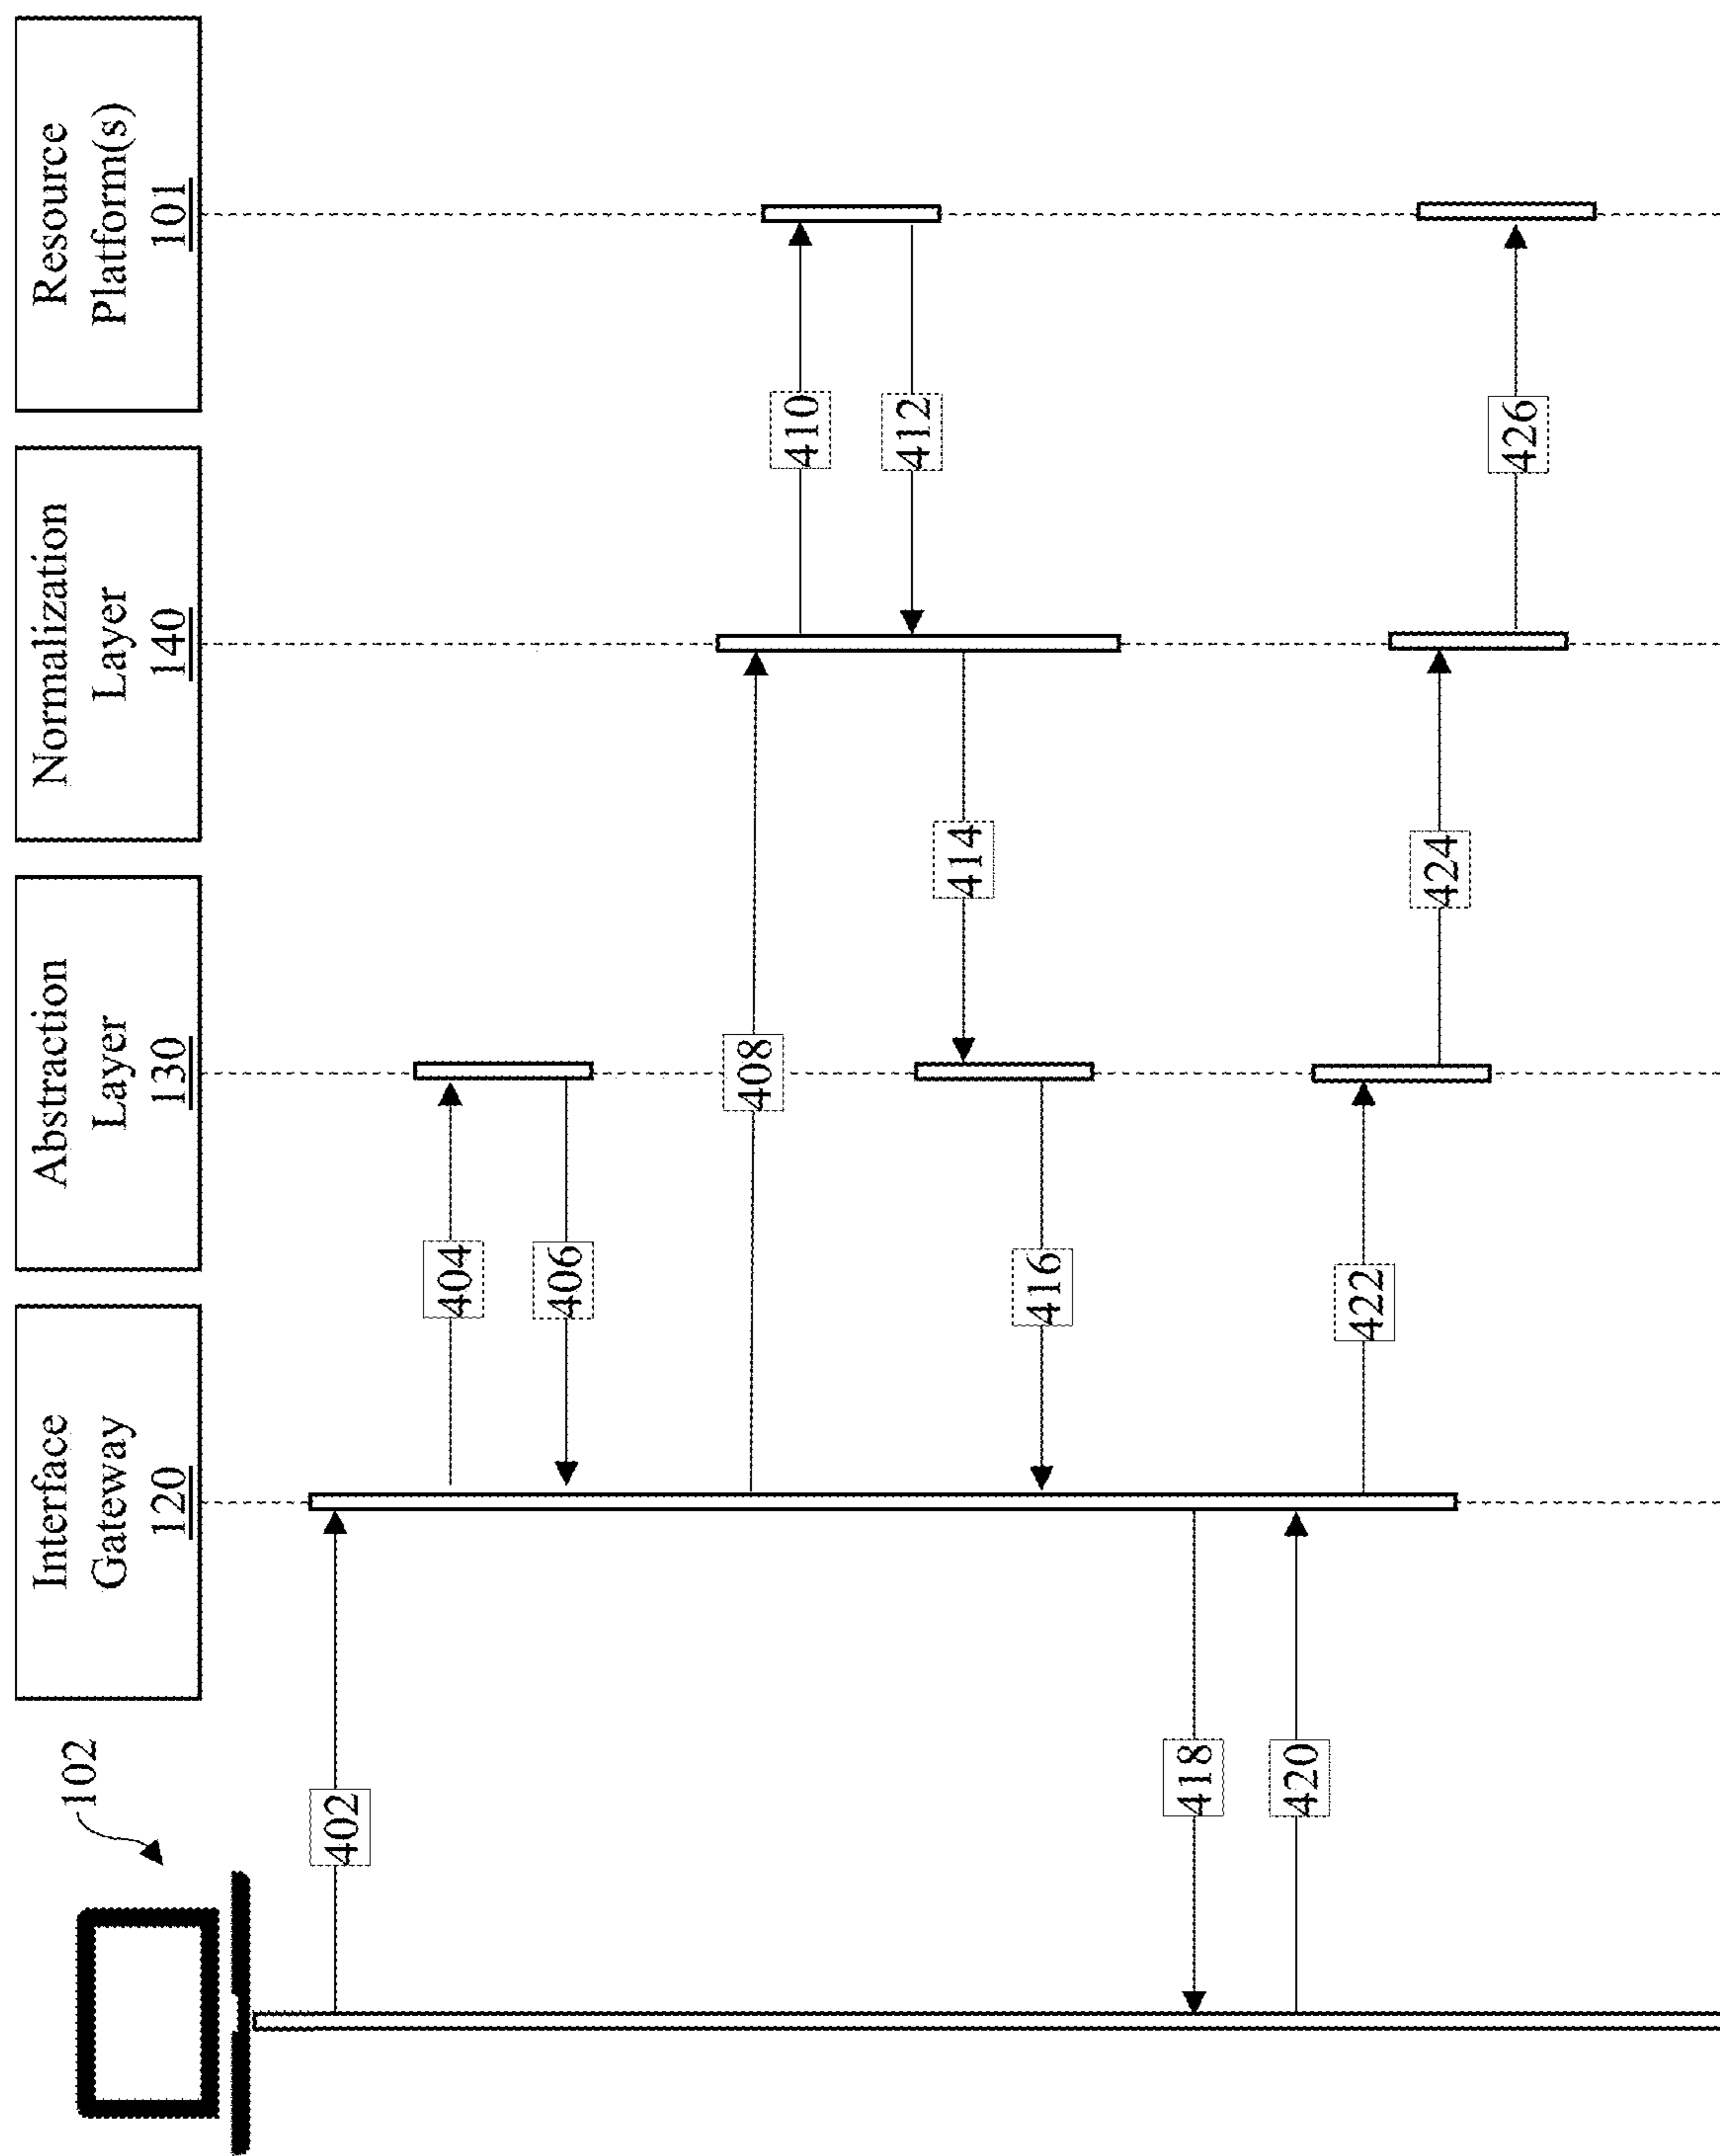 102
Interface
Gateway
120
Abstraction
Layer
130
Normalization
Layer
140
Resource
Platform(s)
101
402
404
406
408
410
412
414
416
418
420
422
424
426